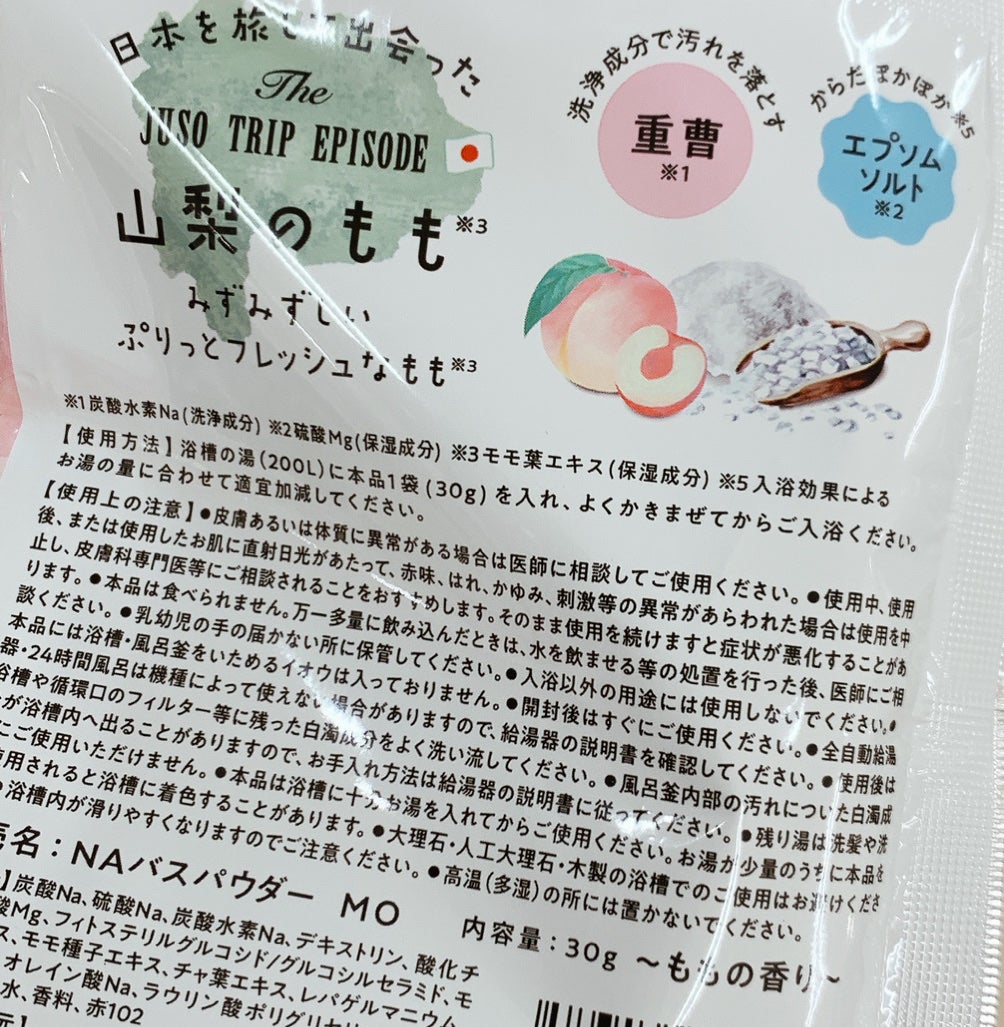 日本を旅して出会った
The
JUSO TRIP EPISODE
山梨のもも※3
みずみずしい
ぷりっとフレッシュなもも※3
洗浄成分で汚れを落とす
重曹
※1
からだぽかぽか※5
エプソム
ソルト
※2
※1炭酸水素Na(洗浄成分) ※2硫酸Mg(保湿成分) ※3モモ葉エキス(保湿成分) ※5入浴効果による
【使用方法】浴槽の湯(200L)に本品1袋(30g)を入れ、よくかきまぜてからご入浴ください。
お湯の量に合わせて適宜加減してください。
【使用上の注意】●皮膚あるいは体質に異常がある場合は医師に相談してご使用ください。●使用中、使用
後、または使用したお肌に直射日光があたって、赤味、はれ、かゆみ、刺激等の異常があらわれた場合は使用を中
止し、皮膚科専門医等にご相談されることをおすすめします。そのまま使用を続けますと症状が悪化することがあ
ります。●本品は食べられません。万一多量に飲み込んだときは、水を飲ませる等の処置を行った後、医師にご相
談ください。●乳幼児の手の届かない所に保管してください。●入浴以外の用途には使用しないでください。●
本品には浴槽・風呂釜をいためるイオウは入っておりません。●開封後はすぐにご使用ください。●全自動給湯
器・24時間風呂は機種によって使えない場合がありますので、給湯器の説明書を確認してください。●使用後は
浴槽や循環口のフィルター等に残った白濁成分をよく洗い流してください。●風呂釜内部の汚れについた白濁成
が浴槽内へ出ることがありますので、お手入れ方法は給湯器の説明書に従ってください。●残り湯は洗髪や洗
にご使用いただけません。●本品は浴槽に十分お湯を入れてからご使用ください。お湯が少量のうちに本品を
使用されると浴槽に着色することがあります。●大理石・人工大理石・木製の浴槽でのご使用はお避けくださ
●浴槽内が滑りやすくなりますのでご注意ください。●高温(多湿)の所には置かないでください。
売名:NAバスパウダー MO
内容量:30g ～ももの香り～
】炭酸Na、硫酸Na、炭酸水素Na、デキストリン、酸化チ
酸Mg、フィトステリルグルコシド/グルコシルセラミド、モ
ス、モモ種子エキス、チャ葉エキス、レパゲルマニウム
オレイン酸Na、ラウリン酸ポリグリセリ
水、香料、赤102
元】